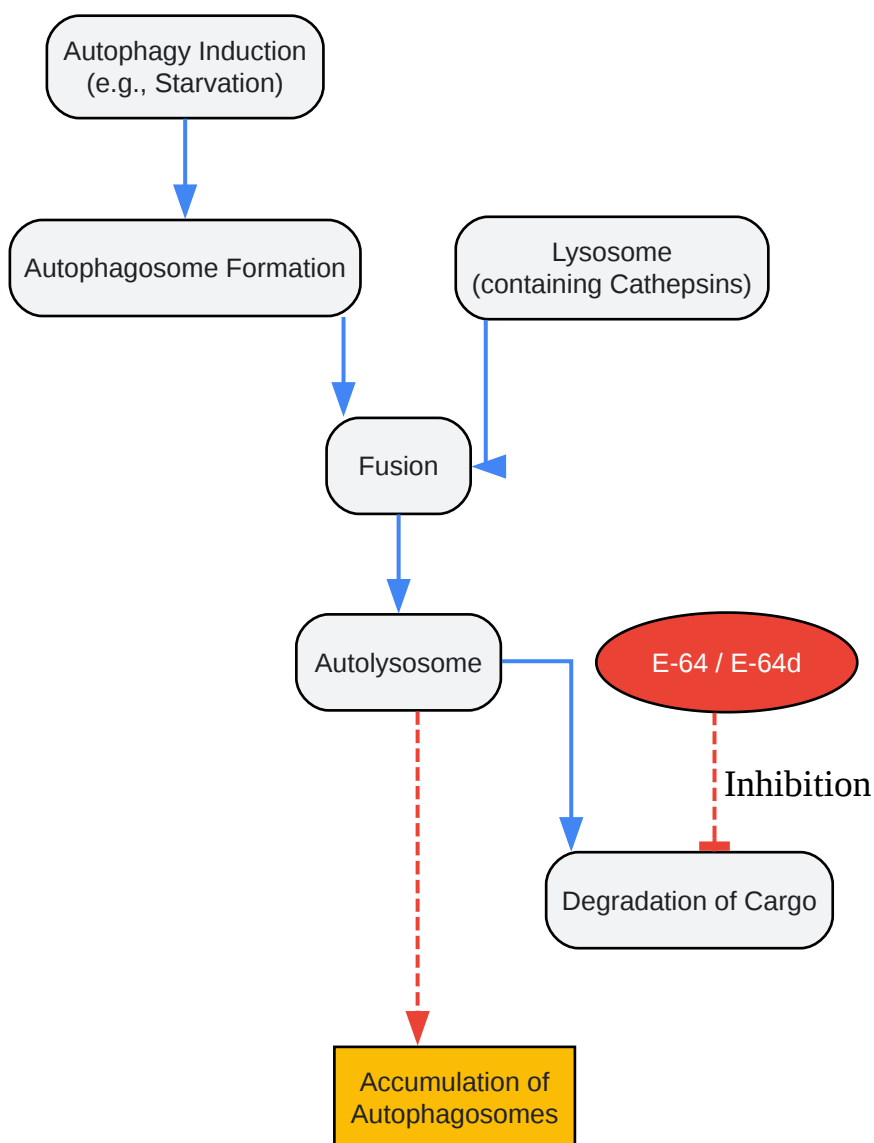 Autophagy Induction
(e.g., Starvation)
Autophagosome Formation
Lysosome
(containing Cathepsins)
Fusion
Autolysosome
E-64 / E-64d
Inhibition
Degradation of Cargo
Accumulation of
Autophagosomes